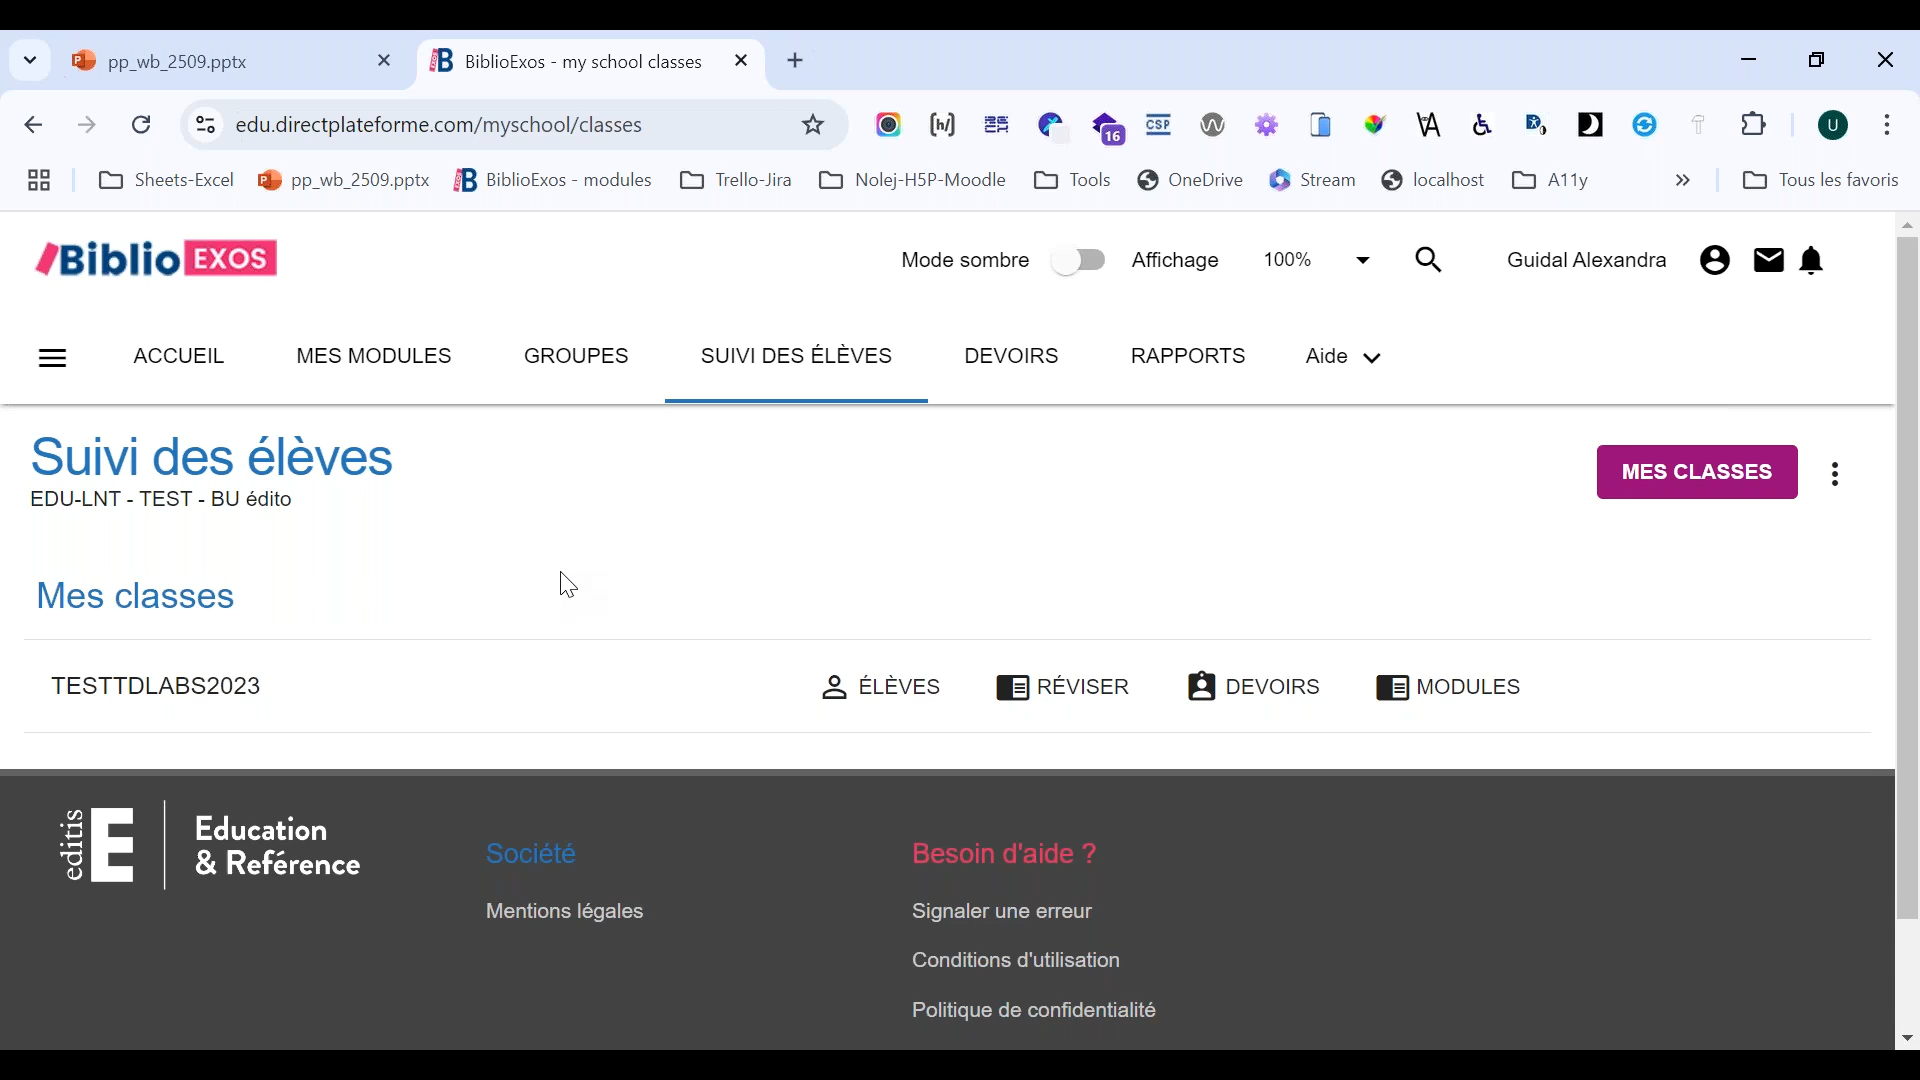 pp_wb_2509.pptx
BiblioExos - my school classes
edu.directplateforme.com/myschool/classes
[h/]
16
CSP
U
Sheets-Excel
pp_wb_2509.pptx
BiblioExos - modules
Trello-Jira
Nolej-H5P-Moodle
Tools
OneDrive
Stream
localhost
A11y
Tous les favoris
Biblio EXOS
Mode sombre
Affichage
100%
Guidal Alexandra
ACCUEIL
MES MODULES
GROUPES
SUIVI DES ÉLÈVES
DEVOIRS
RAPPORTS
Aide
Suivi des élèves
EDU-LNT - TEST - BU édito
MES CLASSES
Mes classes
TESTTDLABS2023
ÉLÈVES
RÉVISER
DEVOIRS
MODULES
editis
E
Education
& Reférence
Société
Mentions légales
Besoin d'aide ?
Signaler une erreur
Conditions d'utilisation
Politique de confidentialité